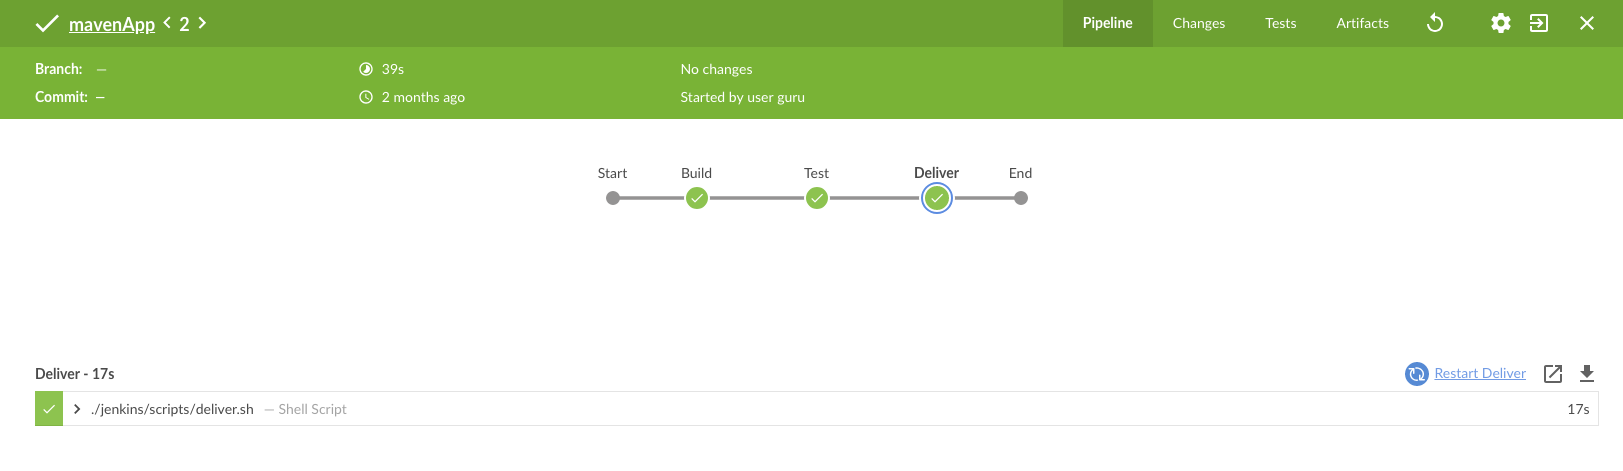 mavenApp < 2 >
Pipeline Changes Tests Artifacts
Branch: —
39s
No changes
Commit: —
2 months ago
Started by user guru
Start Build Test Deliver End
Deliver - 17s
Restart Deliver
./jenkins/scripts/deliver.sh — Shell Script 17s